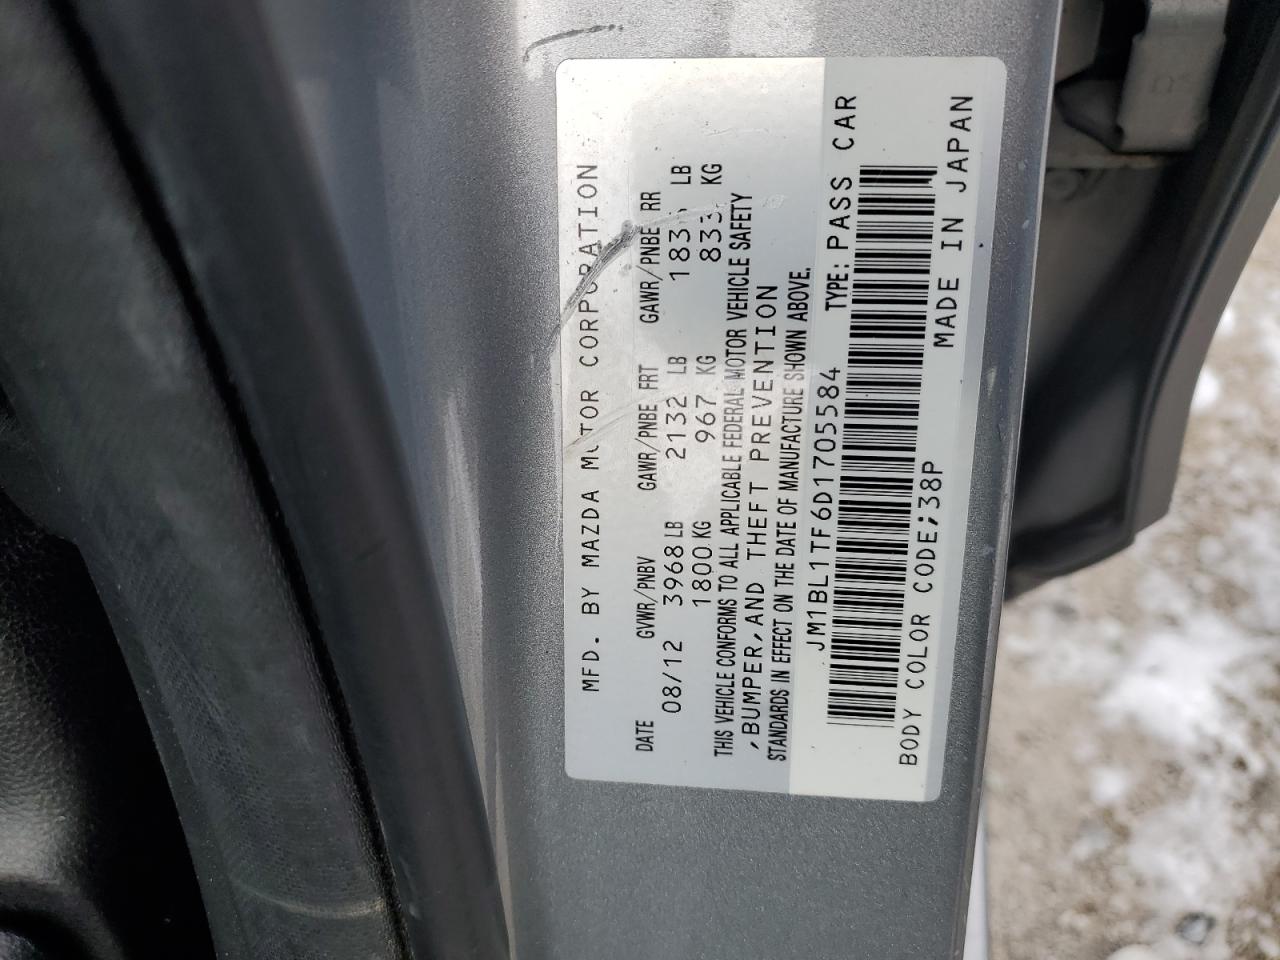 MFD. BY MAZDA MOTOR CORPORATION
DATE GVWR/PNBV GAWR/PNBE FRT GAWR/PNBE RR
08/12 3968 LB 2132 LB LB
1800 KG 967 KG 833 KG
THIS VEHICLE CONFORMS TO ALL APPLICABLE FEDERAL MOTOR VEHICLE SAFETY
, BUMPER, AND THEFT PREVENTION
STANDARDS IN EFFECT ON THE DATE OF MANUFACTURE SHOWN ABOVE.
JM1BL1TF6D1705584 TYPE: PASS CAR
BODY COLOR CODE;38P MADE IN JAPAN